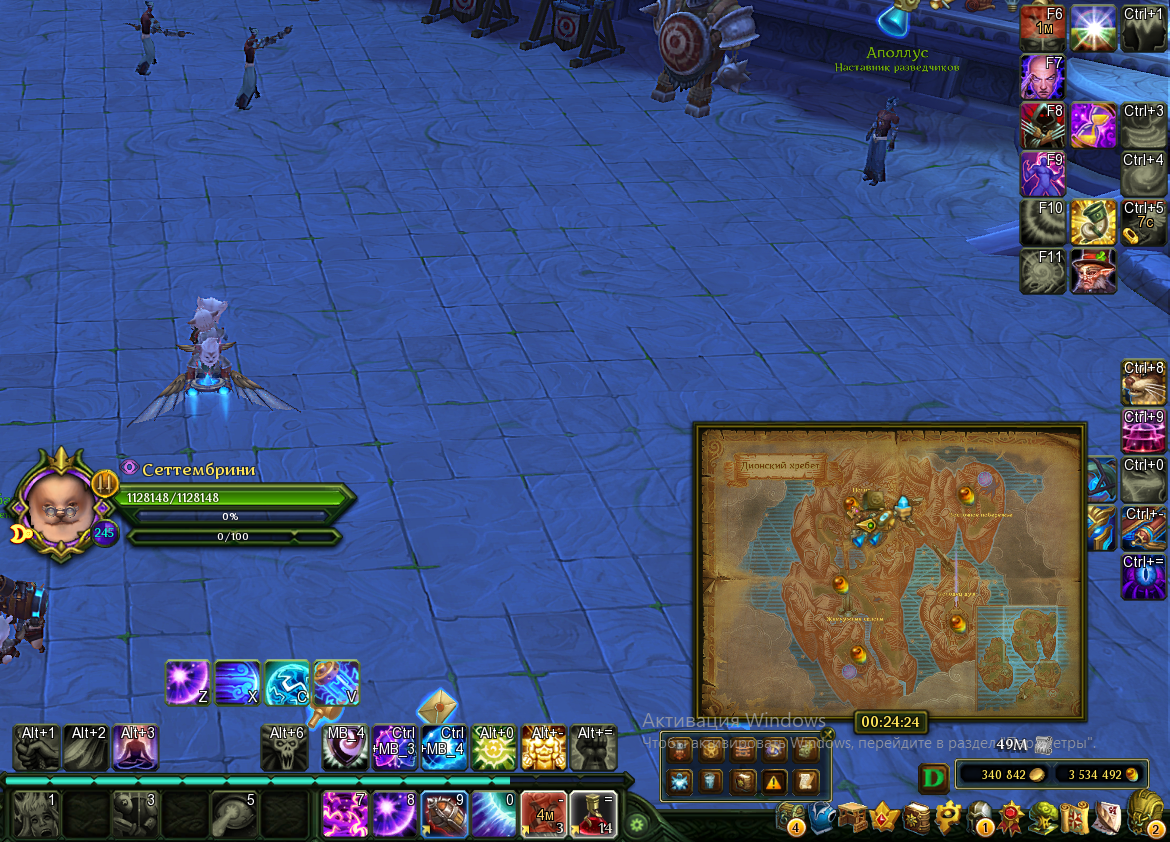 Аполлус
Наставник разведчиков
F6
1м
Ctrl+1
F7
F8
Ctrl+3
F9
Ctrl+4
F10
Ctrl+5
7с
F11
Ctrl+8
Ctrl+9
Ctrl+0
Ctrl+-
Ctrl+=
Сеттембрини
1128148/1128148
0%
245
0/100
Дионский хребет
Z
X
C
V
Активация Windows
00:24:24
49М
Alt+1
Alt+2
Alt+3
Alt+6
MB_4
Ctrl
+MB_3
Ctrl
+MB_4
Alt+0
Alt+-
Alt+=
D
340 842
3 534 492
1
3
5
7
8
9
0
-
4м
3
=
14
4
1
2